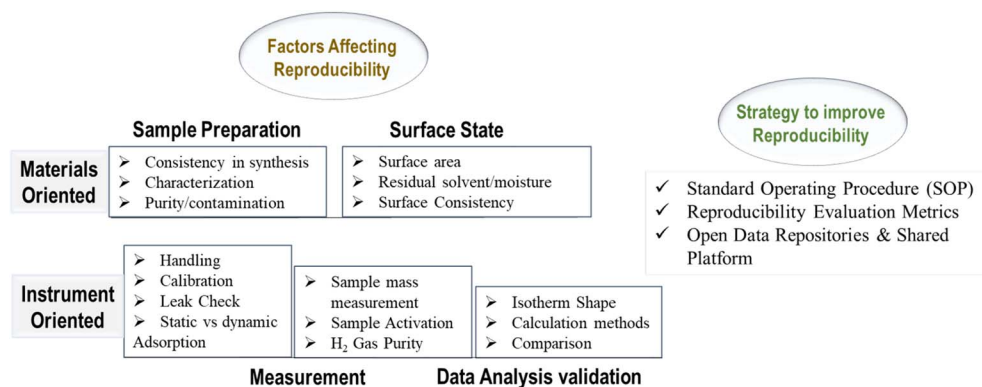 Factors Affecting
Reproducibility
Strategy to improve
Reproducibility
Sample Preparation
Surface State
Materials
Oriented
➤ Consistency in synthesis
➤ Characterization
➤ Purity/contamination
➤ Surface area
➤ Residual solvent/moisture
➤ Surface Consistency
✓ Standard Operating Procedure (SOP)
✓ Reproducibility Evaluation Metrics
✓ Open Data Repositories & Shared
Platform
Instrument
Oriented
➤ Handling
➤ Calibration
➤ Leak Check
➤ Static vs dynamic
Adsorption
➤ Sample mass
measurement
➤ Sample Activation
➤ H₂ Gas Purity
➤ Isotherm Shape
➤ Calculation methods
➤ Comparison
Measurement
Data Analysis validation